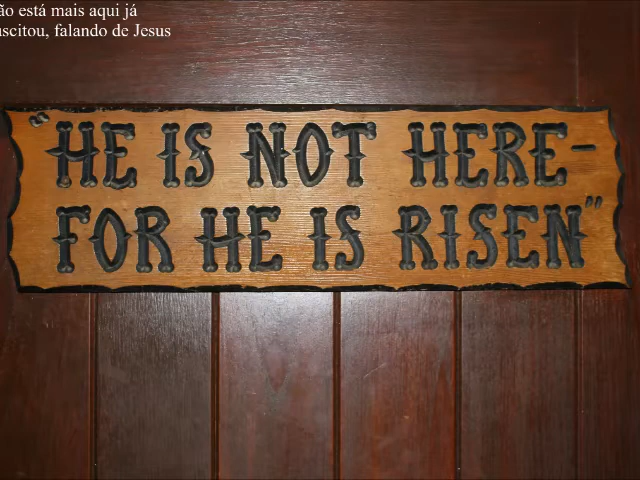 ão está mais aqui já
uscitou, falando de Jesus
"HE IS NOT HERE-
FOR HE IS RISEN"